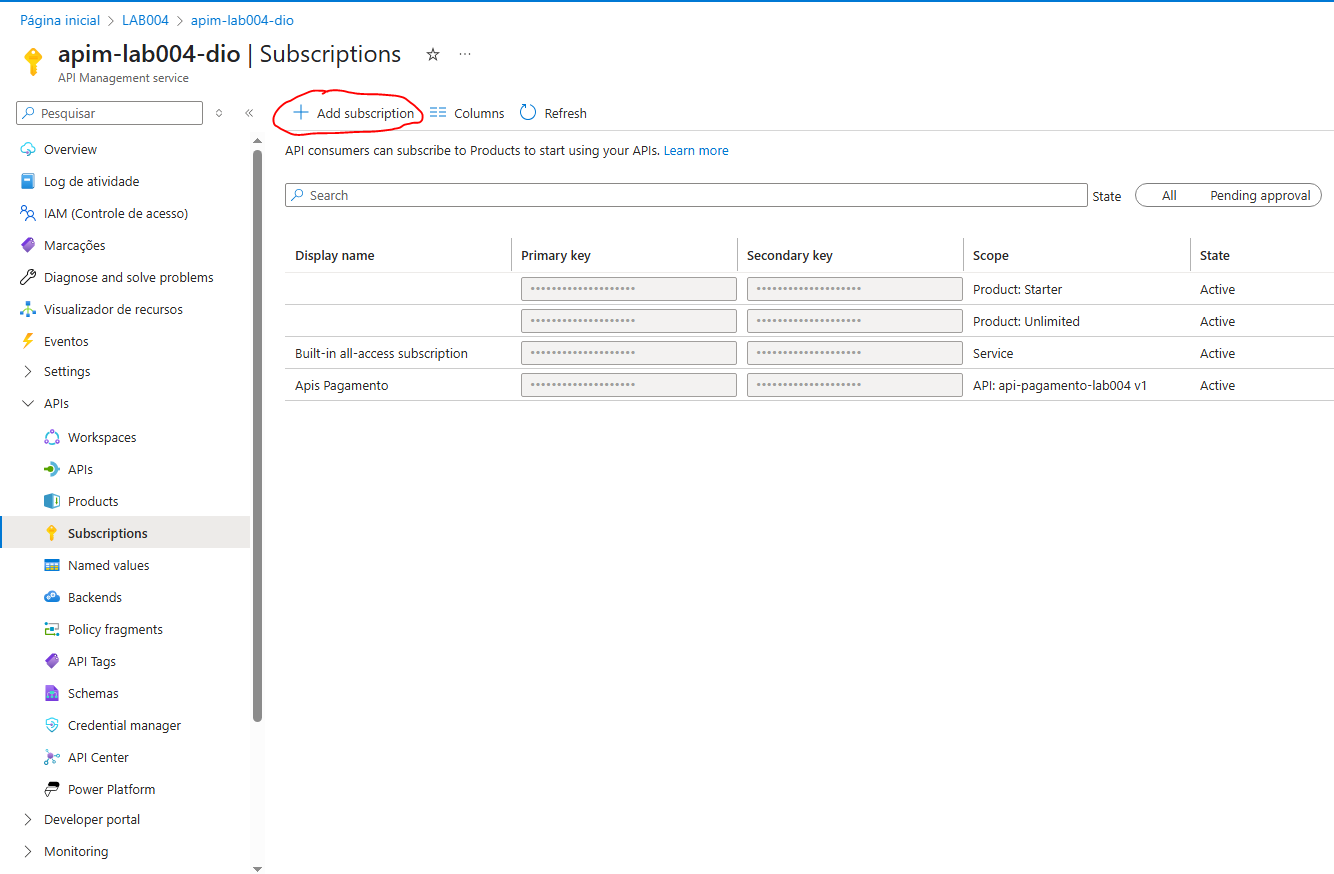 Página inicial > LAB004 > apim-lab004-dio
apim-lab004-dio | Subscriptions
API Management service
Pesquisar
Add subscription
Columns
Refresh
Overview
Log de atividade
IAM (Controle de acesso)
Marcações
Diagnose and solve problems
Visualizador de recursos
Eventos
Settings
APIs
Workspaces
APIs
Products
Subscriptions
Named values
Backends
Policy fragments
API Tags
Schemas
Credential manager
API Center
Power Platform
Developer portal
Monitoring
API consumers can subscribe to Products to start using your APIs. Learn more
Search
State All Pending approval
Display name Primary key Secondary key Scope State
Product: Starter Active
Product: Unlimited Active
Built-in all-access subscription Service Active
Apis Pagamento API: api-pagamento-lab004 v1 Active